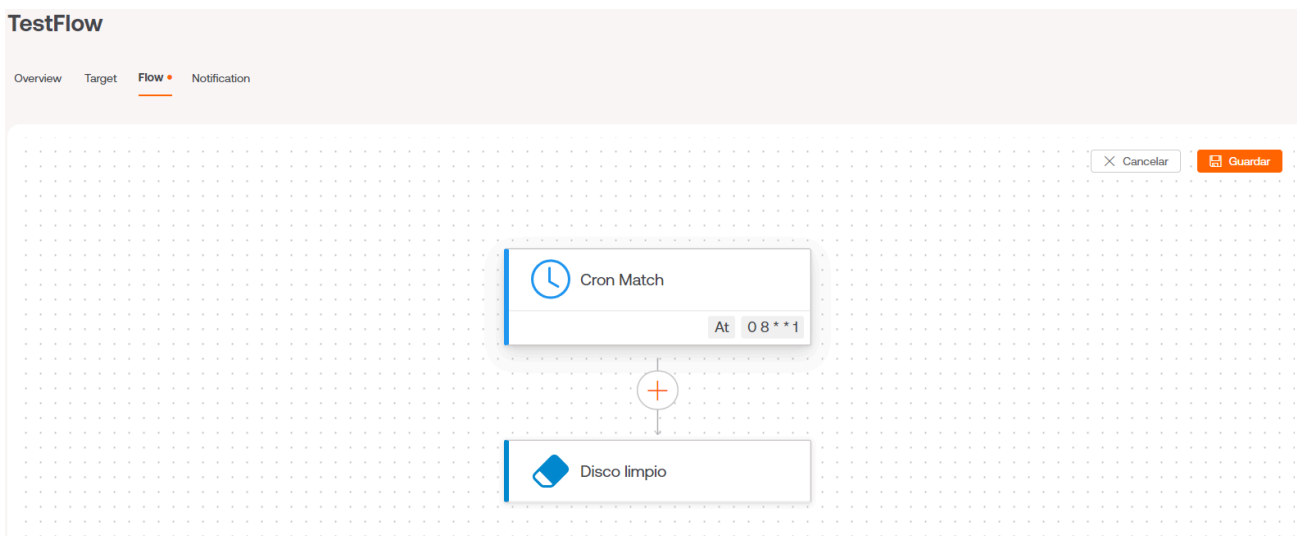 TestFlow
Overview Target Flow Notification
Cancelar Guardar
Cron Match
At 0 8 * * 1
Disco limpio